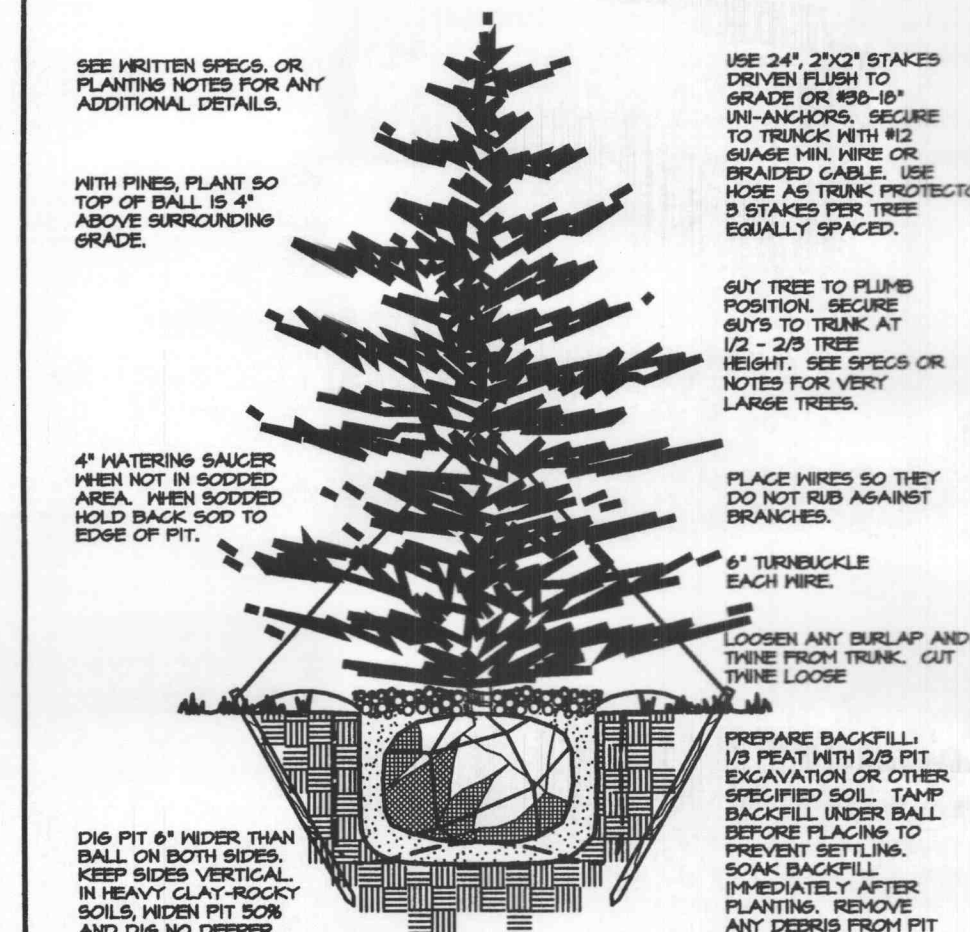 SEE WRITTEN SPECS. OR
PLANTING NOTES FOR ANY
ADDITIONAL DETAILS.
WITH PINES, PLANT SO
TOP OF BALL IS 4"
ABOVE SURROUNDING
GRADE.
4" WATERING SAUCER
WHEN NOT IN SODDED
AREA. WHEN SODDED
HOLD BACK SOD TO
EDGE OF PIT.
DIG PIT 6" WIDER THAN
BALL ON BOTH SIDES.
KEEP SIDES VERTICAL.
IN HEAVY CLAY-ROCKY
SOILS, WIDEN PIT 50%
AND DIG NO DEEPER
USE 24", 2"X2" STAKES
DRIVEN FLUSH TO
GRADE OR #36-18"
UNI-ANCHORS. SECURE
TO TRUNCK WITH #12
GUAGE MIN. WIRE OR
BRAIDED CABLE. USE
HOSE AS TRUNK PROTECTO
3 STAKES PER TREE
EQUALLY SPACED.
GUY TREE TO PLUMB
POSITION. SECURE
GUYS TO TRUNK AT
1/2 - 2/3 TREE
HEIGHT. SEE SPECS OR
NOTES FOR VERY
LARGE TREES.
PLACE WIRES SO THEY
DO NOT RUB AGAINST
BRANCHES.
6" TURNBUCKLE
EACH WIRE.
LOOSEN ANY BURLAP AND
TWINE FROM TRUNK. CUT
TWINE LOOSE
PREPARE BACKFILL:
1/3 PEAT WITH 2/3 PIT
EXCAVATION OR OTHER
SPECIFIED SOIL. TAMP
BACKFILL UNDER BALL
BEFORE PLACING TO
PREVENT SETTLING.
SOAK BACKFILL
IMMEDIATELY AFTER
PLANTING. REMOVE
ANY DEBRIS FROM PIT